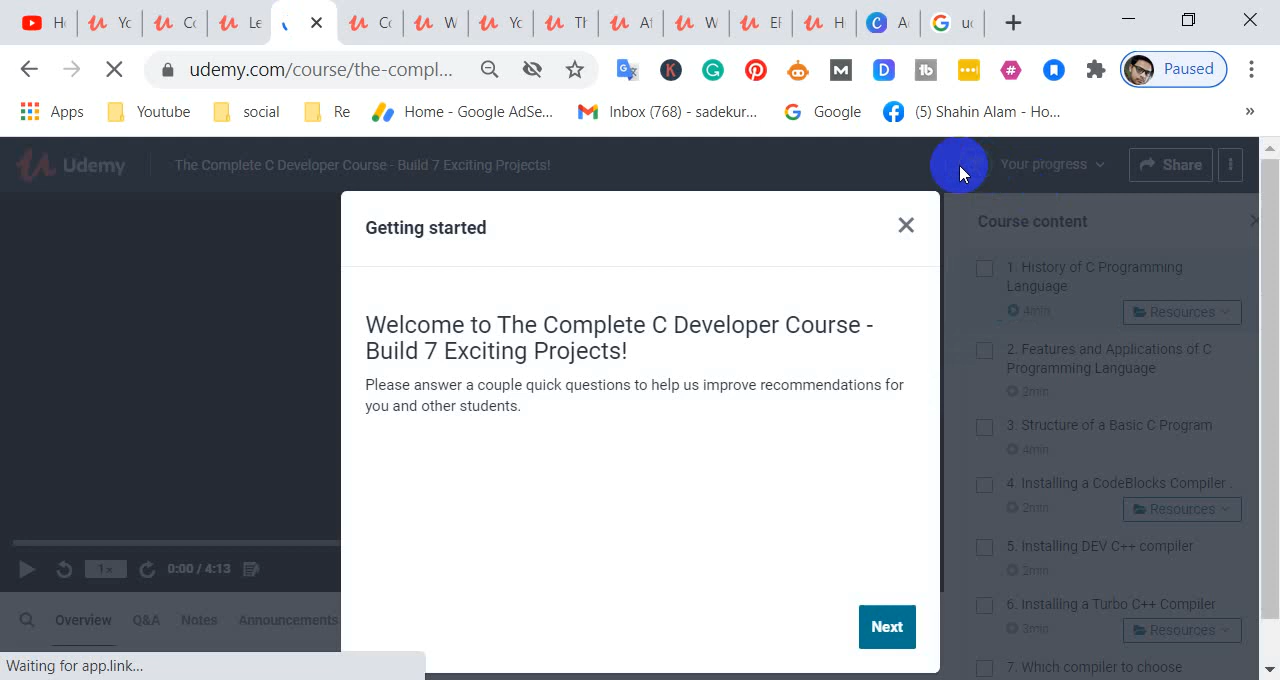 udemy.com/course/the-compl...
Paused
Apps
Youtube
social
Re
Home - Google AdSe...
Inbox (768) - sadekur...
Google
(5) Shahin Alam - Ho...
»
Udemy
The Complete C Developer Course - Build 7 Exciting Projects!
Your progress
Share
Getting started
Welcome to The Complete C Developer Course -
Build 7 Exciting Projects!
Please answer a couple quick questions to help us improve recommendations for
you and other students.
Next
Course content
1. History of C Programming
Language
4min
Resources
2. Features and Applications of C
Programming Language
2min
3. Structure of a Basic C Program
4min
4. Installing a CodeBlocks Compiler .
2min
Resources
5. Installing DEV C++ compiler
2min
6. Installing a Turbo C++ Compiler
3min
Resources
7. Which compiler to choose
1x
0:00 / 4:13
Overview
Q&A
Notes
Announcements
Waiting for app.link...